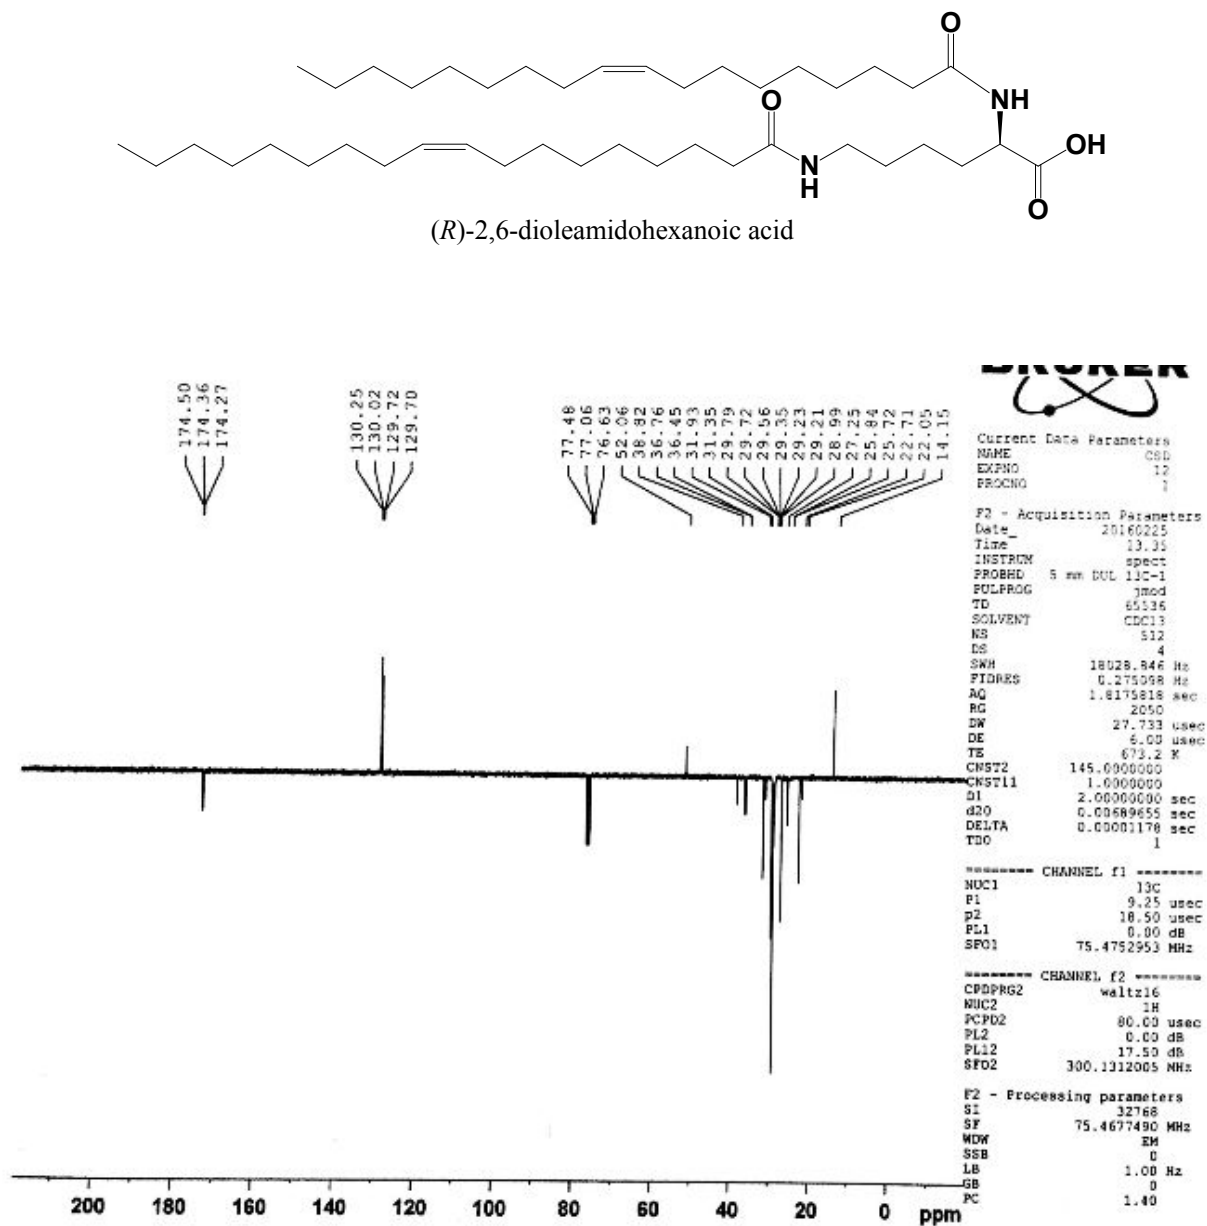 O
NH
O
OH
N
H
O
(R)-2,6-dioleamidohexanoic acid
174.50
174.36
174.27
130.25
130.02
129.72
129.70
77.48
77.06
76.63
52.06
38.82
36.76
36.45
31.93
31.35
29.79
29.72
29.56
29.35
29.23
29.21
28.99
27.25
25.84
25.72
22.71
22.05
14.15
BRUKER
Current Data Parameters
NAME CSD
EXPNO 12
PROCNO 1
F2 - Acquisition Parameters
Date_ 20160225
Time 13.35
INSTRUM spect
PROBHD 5 mm DUL 13C-1
PULPROG jmod
TD 65536
SOLVENT CDCl3
NS 512
DS 4
SWH 18028.846 Hz
FIDRES 0.275098 Hz
AQ 1.8175818 sec
RG 2050
DW 27.733 usec
DE 6.00 usec
TE 673.2 K
CNST2 145.0000000
CNST11 1.0000000
D1 2.00000000 sec
d20 0.00689655 sec
DELTA 0.00001178 sec
TD0 1
======== CHANNEL f1 ========
NUC1 13C
P1 9.25 usec
p2 18.50 usec
PL1 0.00 dB
SFO1 75.4752953 MHz
======== CHANNEL f2 ========
CPDPRG2 waltz16
NUC2 1H
PCPD2 80.00 usec
PL2 0.00 dB
PL12 17.50 dB
SFO2 300.1312005 MHz
F2 - Processing parameters
SI 32768
SF 75.4677490 MHz
WDW EM
SSB 0
LB 1.00 Hz
GB 0
PC 1.40
200 180 160 140 120 100 80 60 40 20 0 ppm